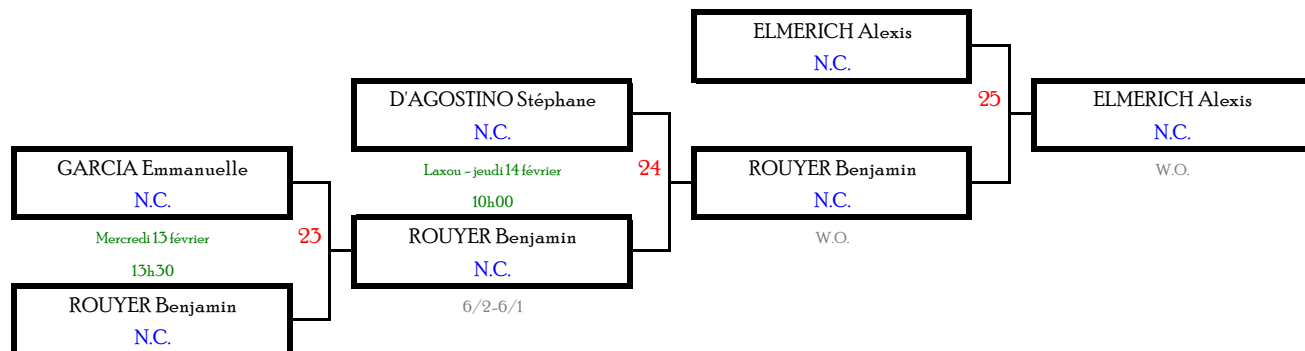 ELMERICH Alexis
N.C.
D'AGOSTINO Stéphane
N.C.
25
ELMERICH Alexis
N.C.
GARCIA Emmanuelle
N.C.
Laxou - jeudi 14 février
10h00
24
ROUYER Benjamin
N.C.
W.O.
Mercredi 13 février
13h30
23
ROUYER Benjamin
N.C.
W.O.
ROUYER Benjamin
N.C.
6/2-6/1